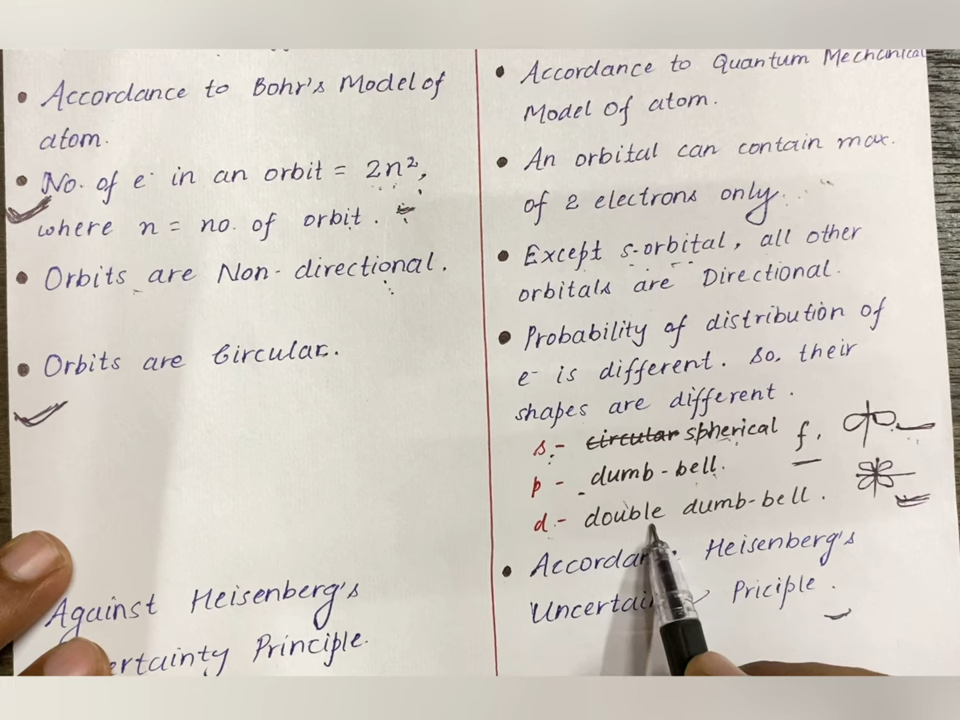 Accordance to Bohr's Model of
atom.
No. of e⁻ in an orbit = 2n²,
where n = no. of orbit.
Orbits are Non-directional.
Orbits are Circular.
Against Heisenberg's
ertainty Principle.
Accordance to Quantum Mechanical
Model Of atom.
An orbital can contain max.
of 2 electrons only.
Except s-orbital, all other
orbitals are Directional.
Probability of distribution of
e⁻ is different. So, their
shapes are different.
s - circular spherical f.
p - dumb-bell.
d - double dumb-bell.
Accordan Heisenberg's
Uncertai Priciple.